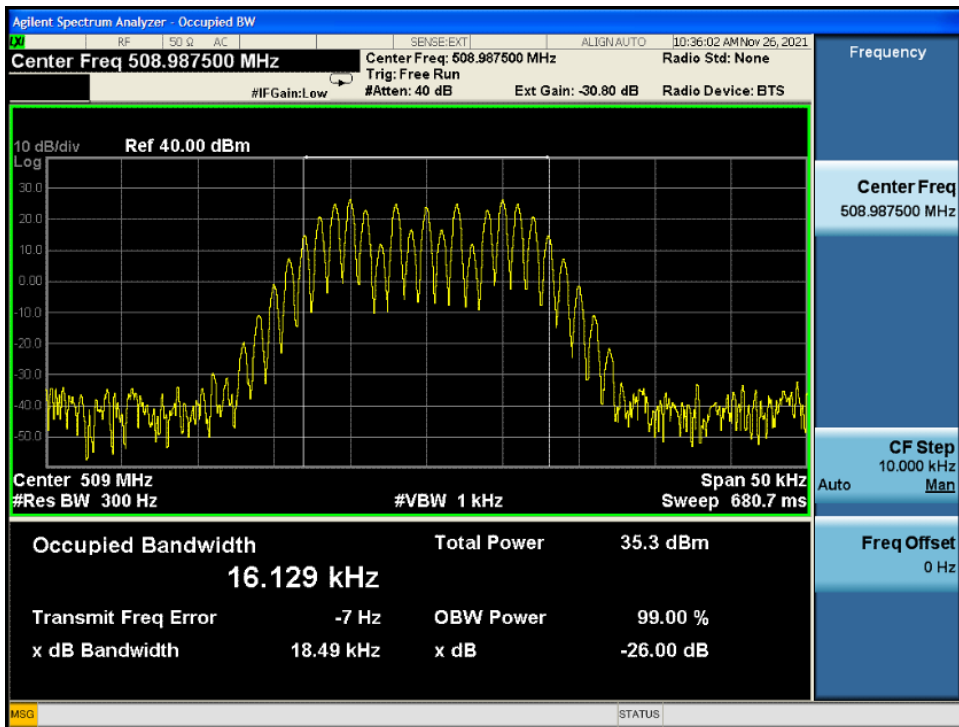 Agilent Spectrum Analyzer - Occupied BW
LXI RF 50 Ω AC SENSE:EXT ALIGN AUTO 10:36:02 AM Nov 26, 2021
Center Freq 508.987500 MHz
Center Freq: 508.987500 MHz Radio Std: None
Trig: Free Run
#IFGain:Low #Atten: 40 dB Ext Gain: -30.80 dB Radio Device: BTS
10 dB/div Ref 40.00 dBm
Log
30.0
20.0
10.0
0.00
-10.0
-20.0
-30.0
-40.0
-50.0
Center 509 MHz Span 50 kHz
#Res BW 300 Hz #VBW 1 kHz Sweep 680.7 ms
Occupied Bandwidth Total Power 35.3 dBm
16.129 kHz
Transmit Freq Error -7 Hz OBW Power 99.00 %
x dB Bandwidth 18.49 kHz x dB -26.00 dB
Frequency
Center Freq
508.987500 MHz
CF Step
10.000 kHz
Auto Man
Freq Offset
0 Hz
MSG STATUS